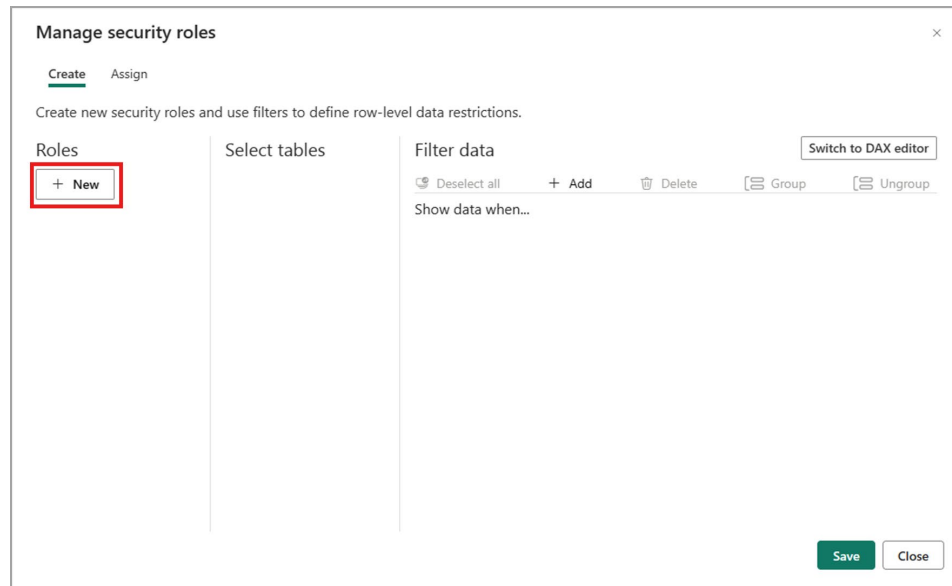 Manage security roles
Create Assign
Create new security roles and use filters to define row-level data restrictions.
Roles
+ New
Select tables
Filter data
Switch to DAX editor
Deselect all + Add Delete Group Ungroup
Show data when...
Save Close